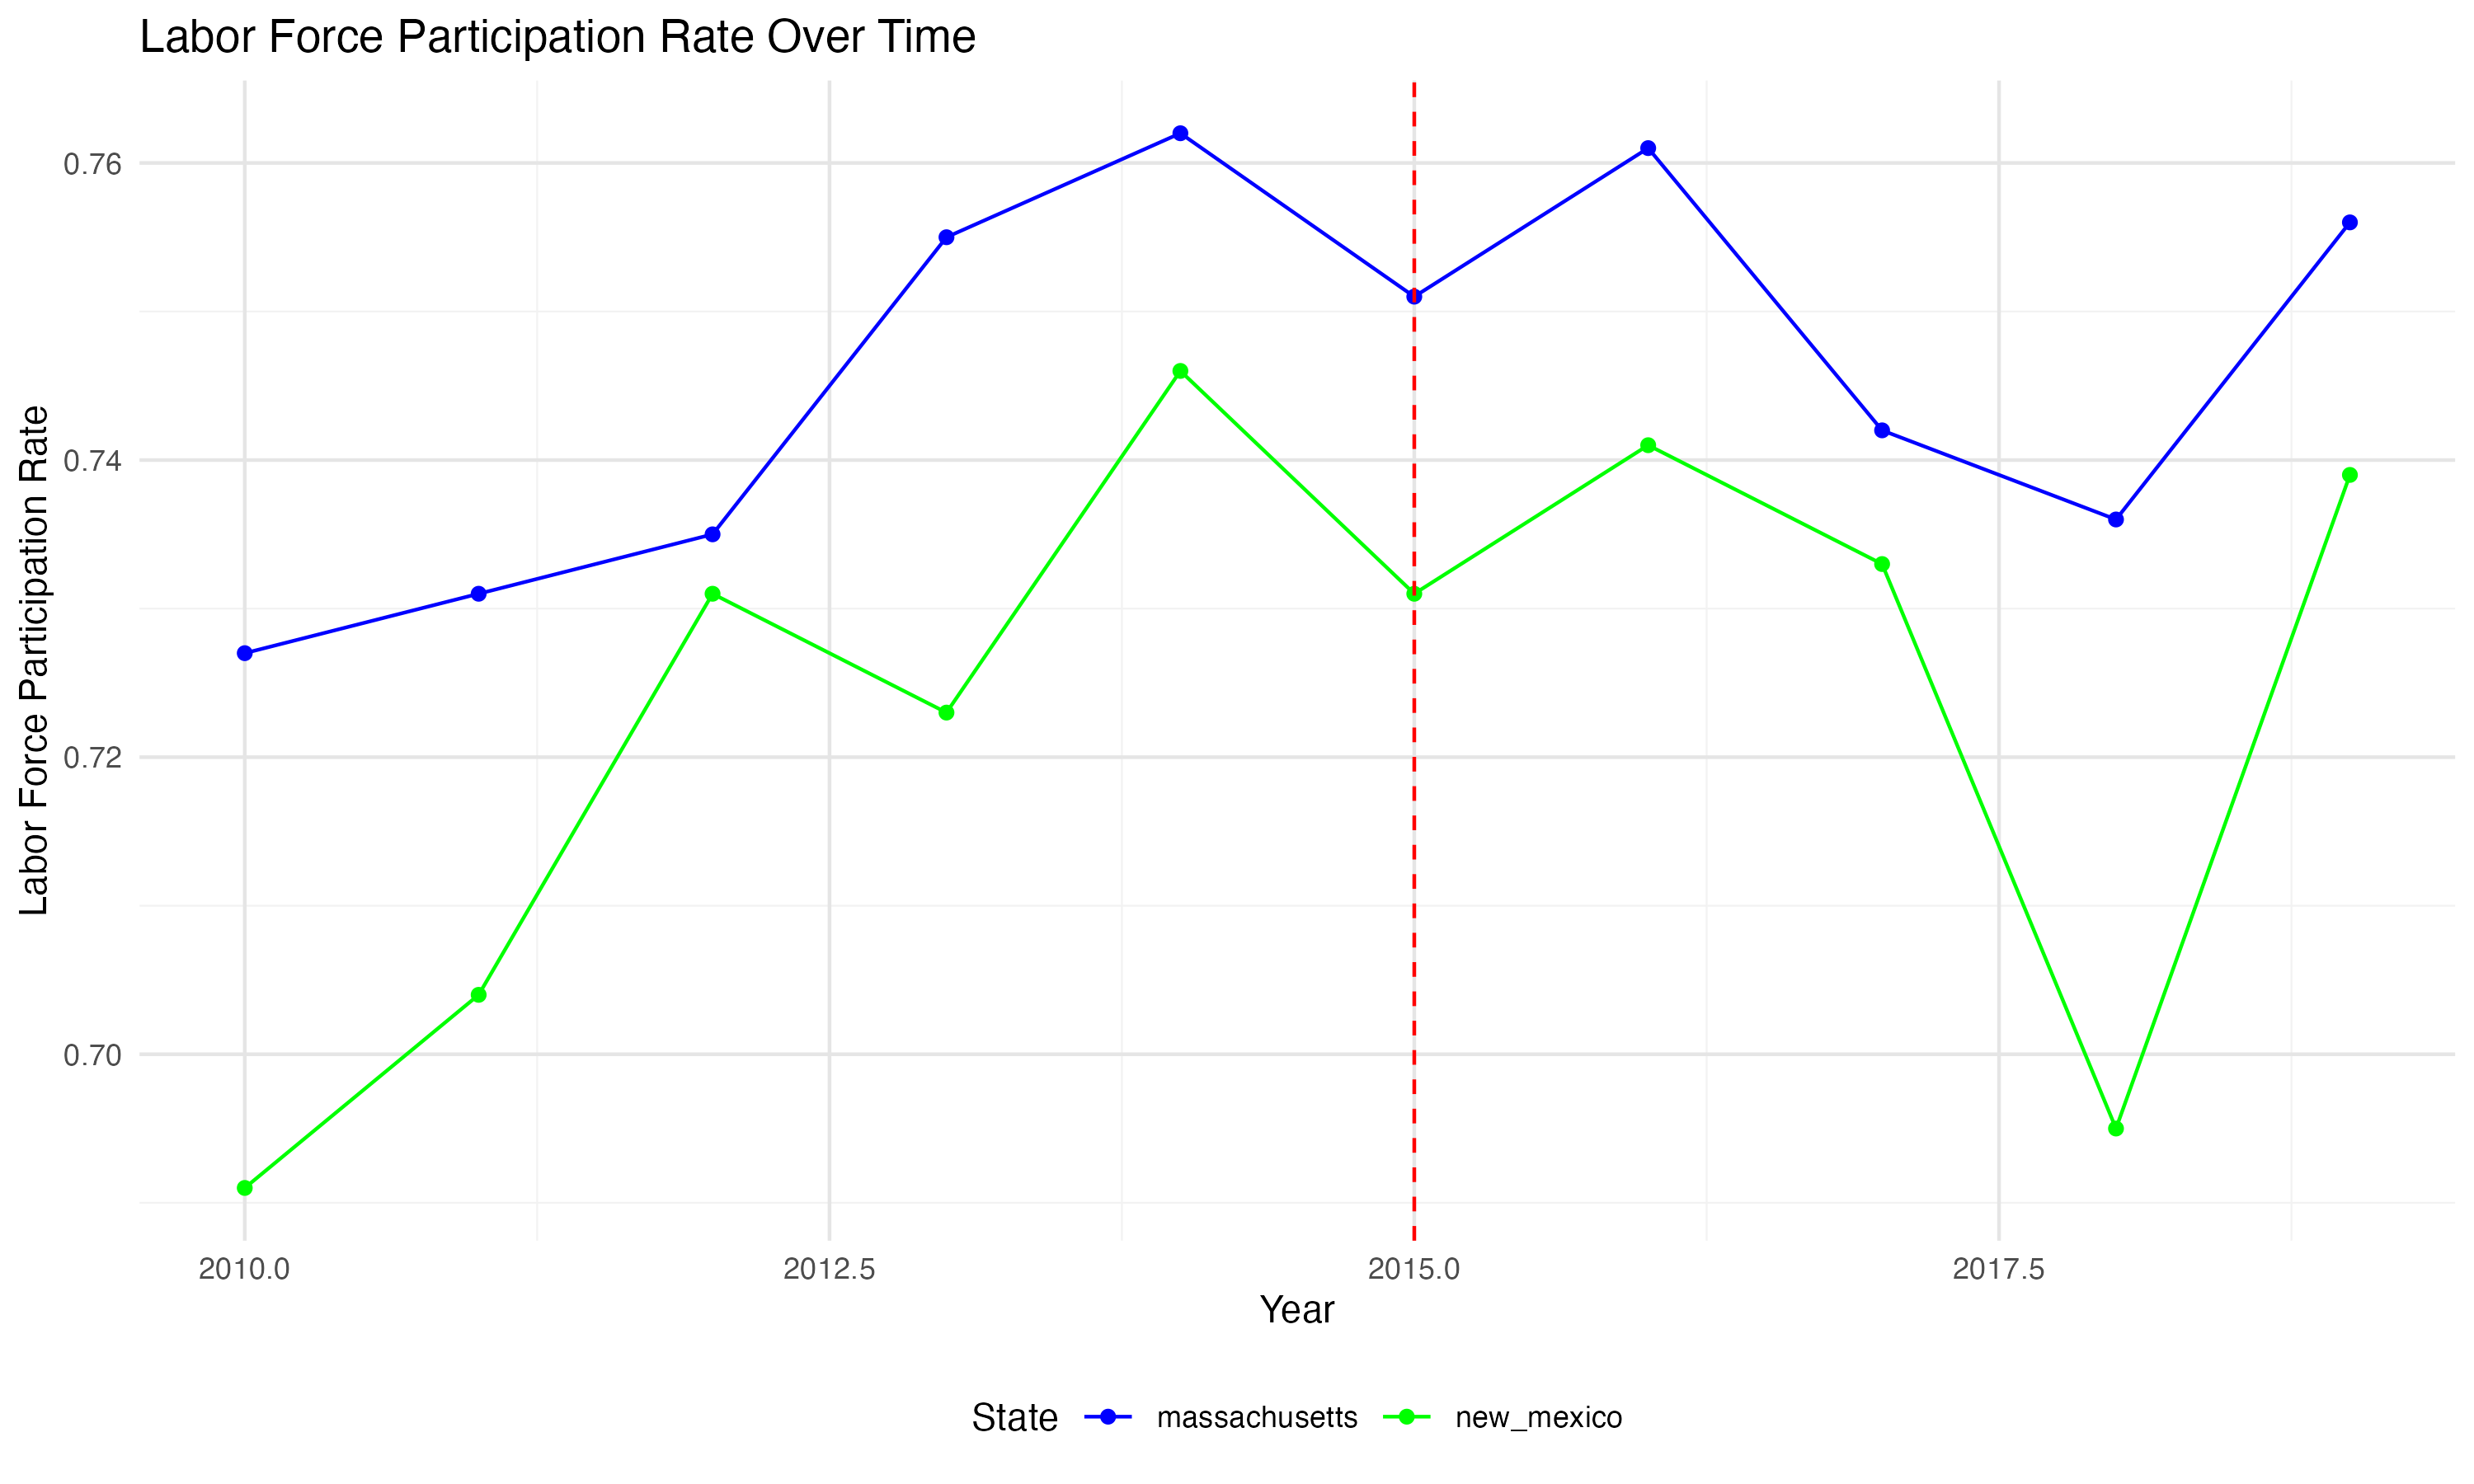 Labor Force Participation Rate Over Time
Labor Force Participation Rate
0.76
0.74
0.72
0.70
2010.0 2012.5 2015.0 2017.5
Year
State massachusetts new_mexico